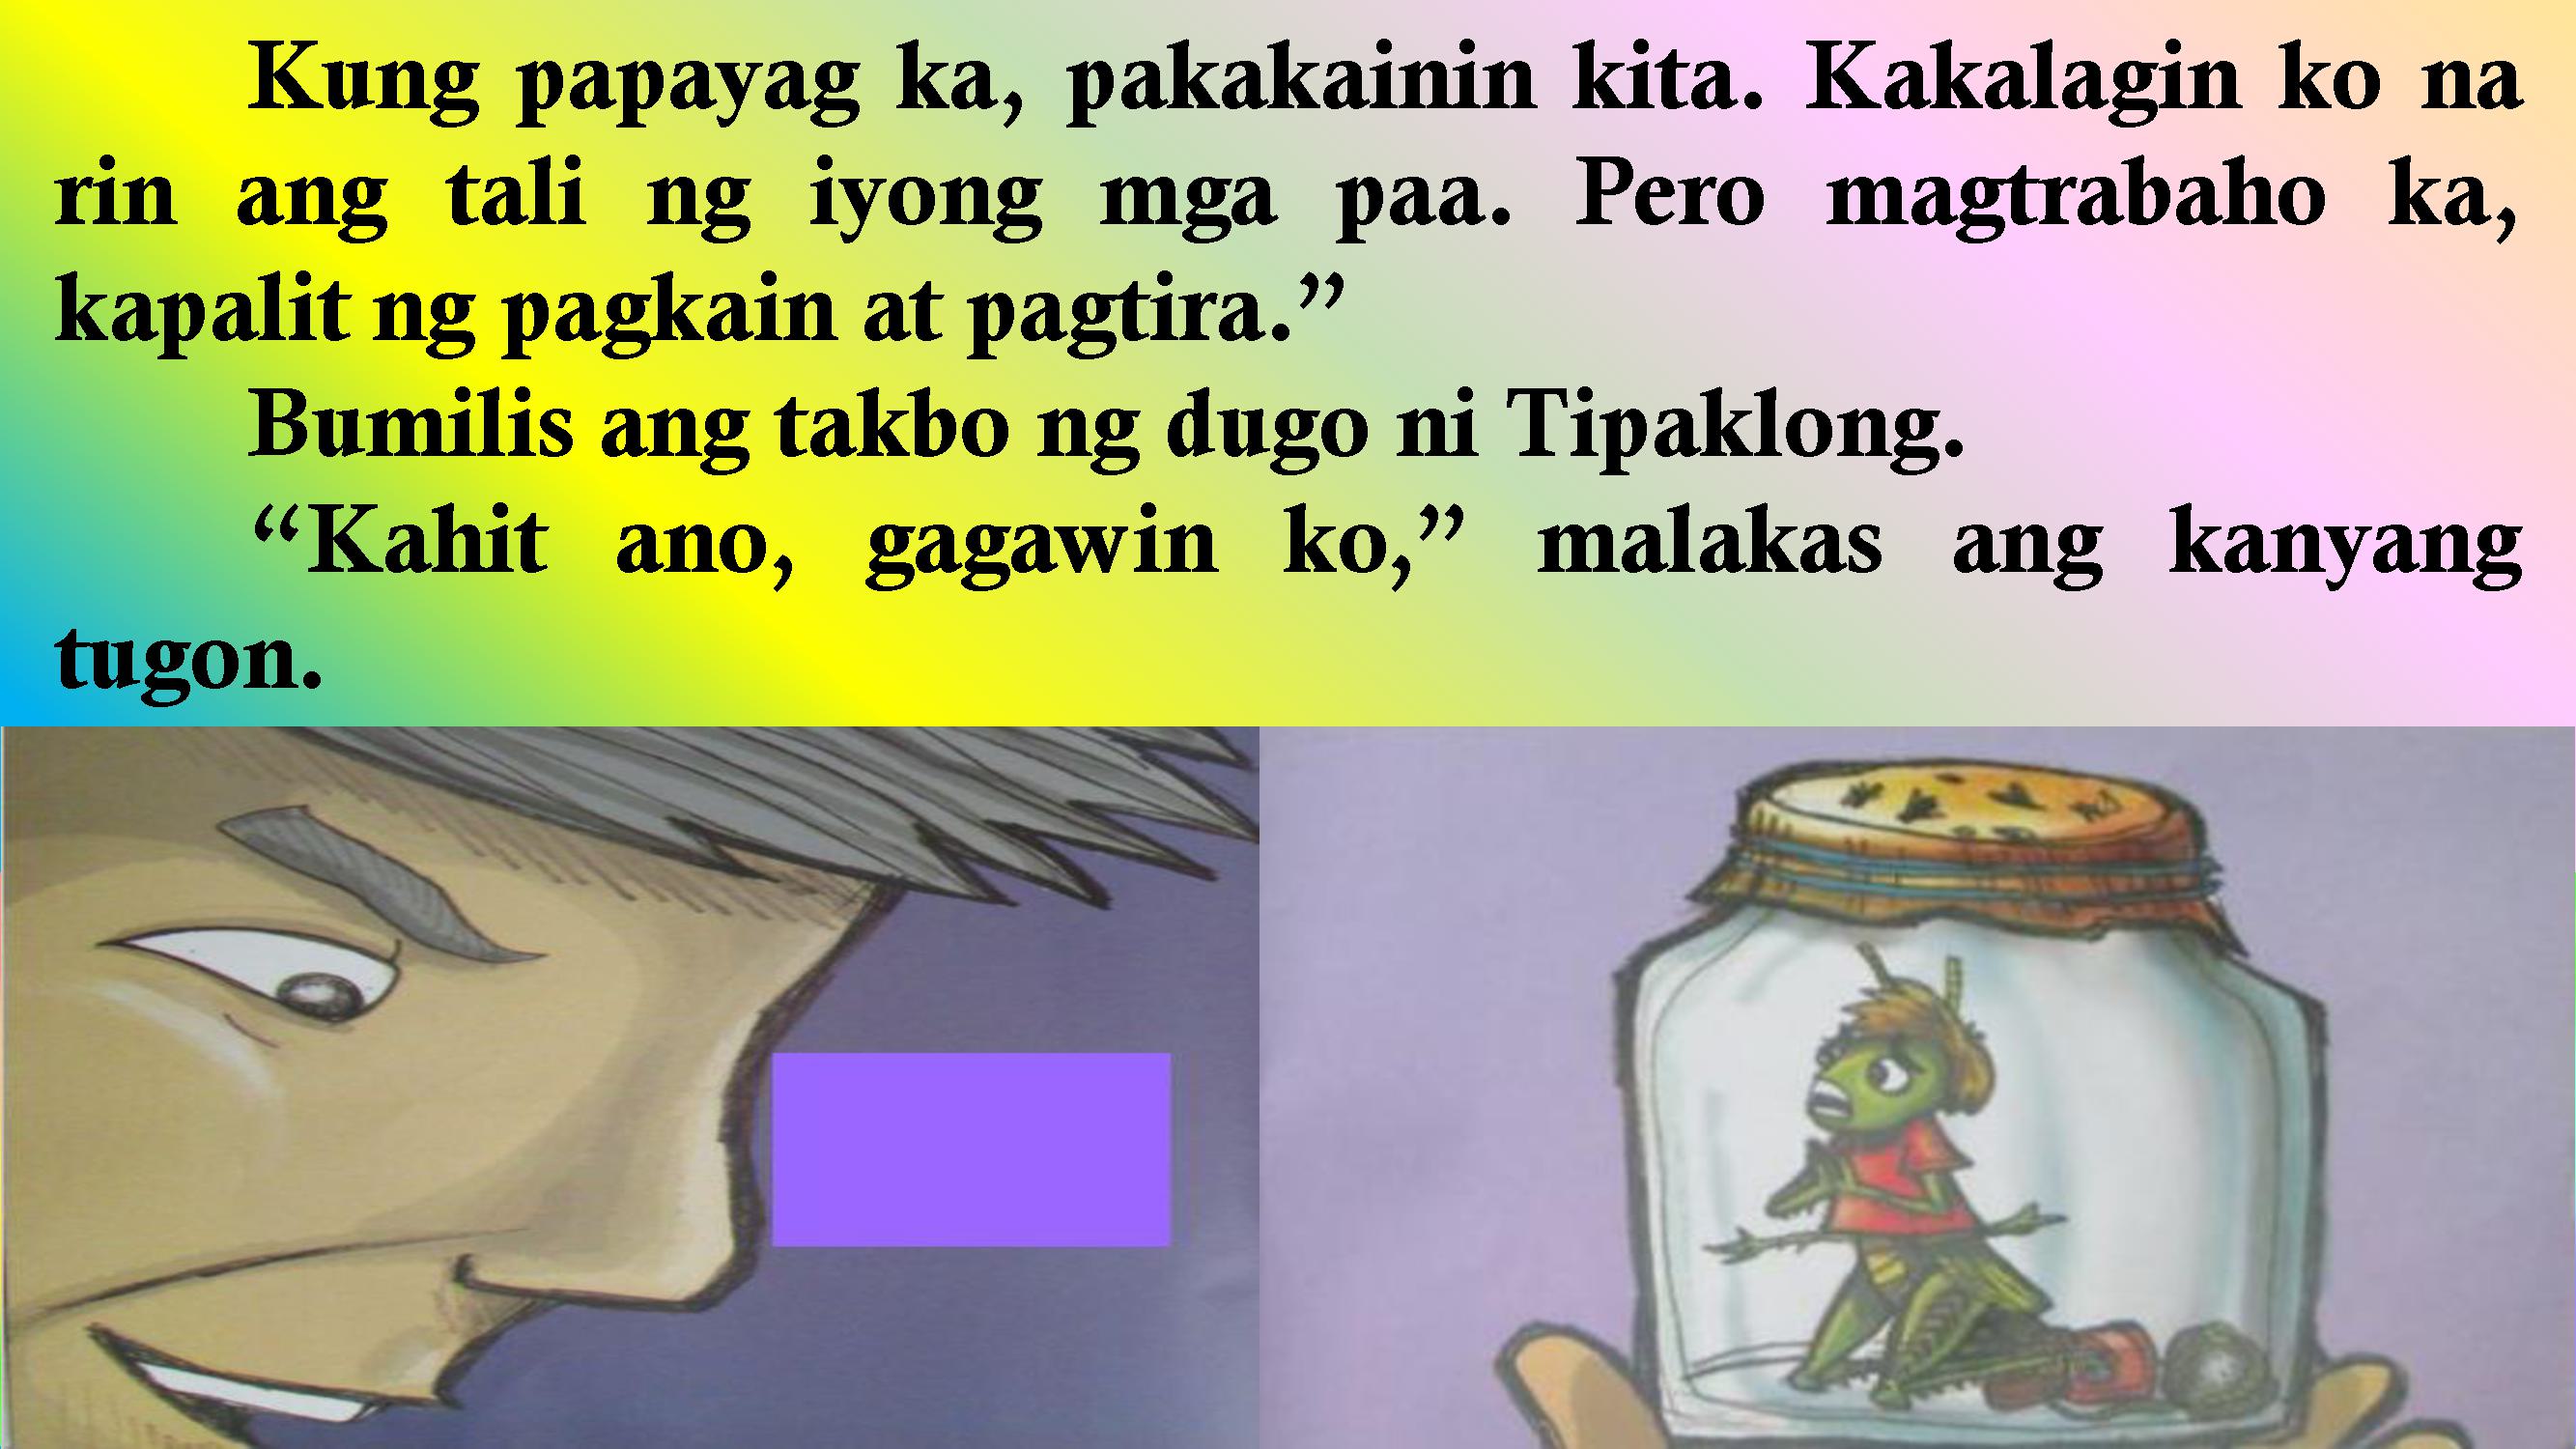 Kung papayag ka, pakakainin kita. Kakalagin ko na
rin ang tali ng iyong mga paa. Pero magtrabaho ka,
kapalit ng pagkain at pagtira.”
Bumilis ang takbo ng dugo ni Tipaklong.
“Kahit ano, gagawin ko,” malakas ang kanyang
tugon.